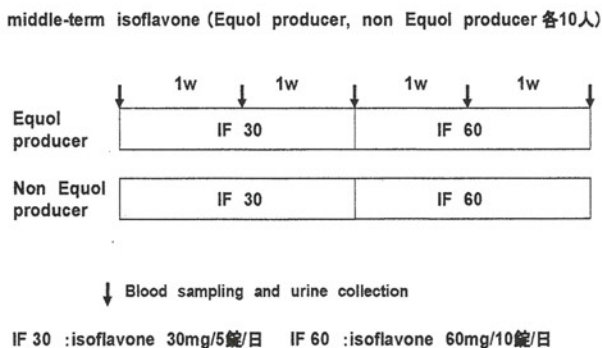 middle-term isoflavone (Equol producer, non Equol producer 各10人)
1w 1w 1w 1w
Equol producer IF 30 IF 60
Non Equol producer IF 30 IF 60
Blood sampling and urine collection
IF 30 :isoflavone 30mg/5錠/日 IF 60 :isoflavone 60mg/10錠/日